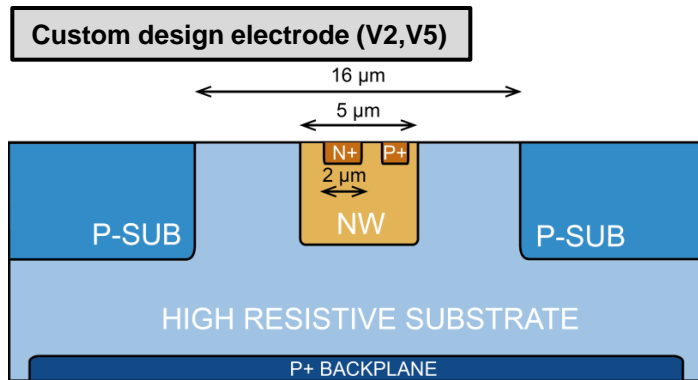 Custom design electrode (V2,V5)
16 µm
5 µm
N+ P+
2 µm
P-SUB NW P-SUB
HIGH RESISTIVE SUBSTRATE
P+ BACKPLANE